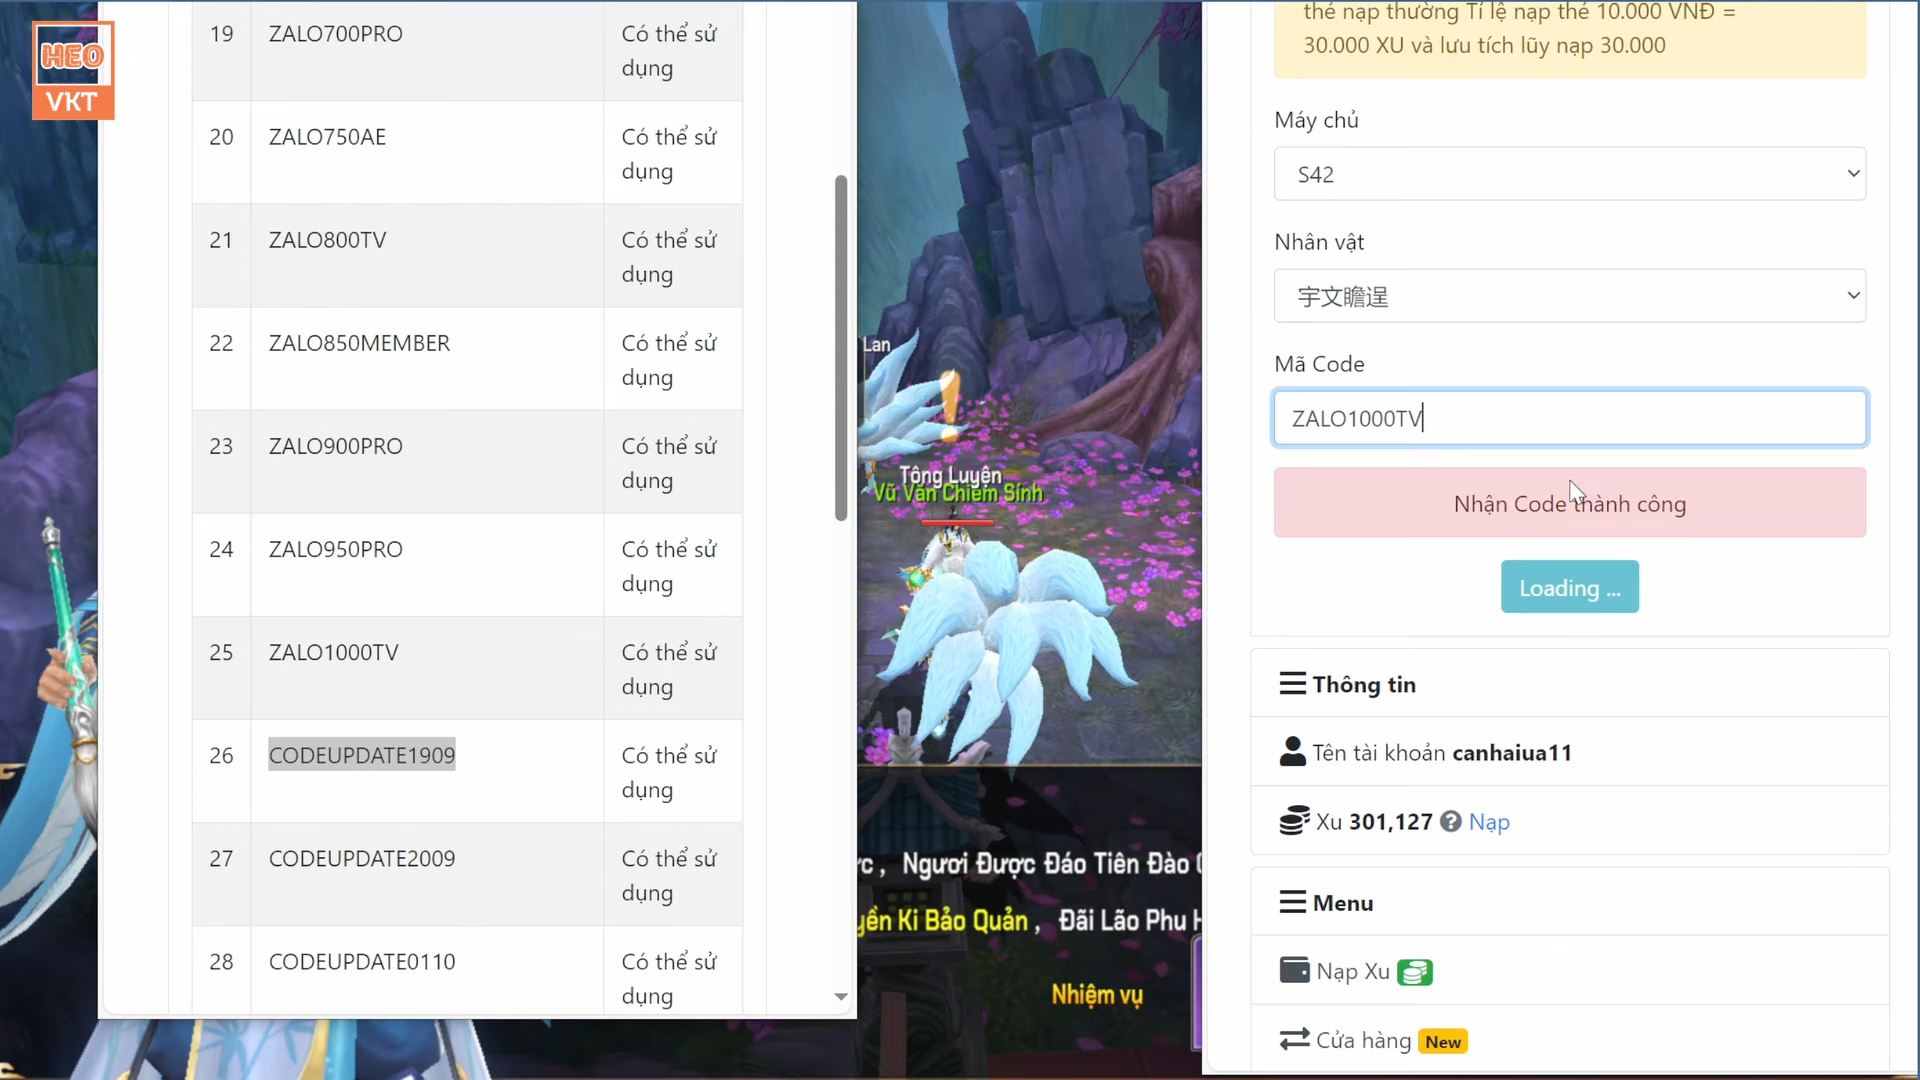 HEO
VKT
19 ZALO700PRO Có thể sử
dụng
20 ZALO750AE Có thể sử
dụng
21 ZALO800TV Có thể sử
dụng
22 ZALO850MEMBER Có thể sử
dụng
23 ZALO900PRO Có thể sử
dụng
24 ZALO950PRO Có thể sử
dụng
25 ZALO1000TV Có thể sử
dụng
26 CODEUPDATE1909 Có thể sử
dụng
27 CODEUPDATE2009 Có thể sử
dụng
28 CODEUPDATE0110 Có thể sử
dụng
Lan
Tông Luyện
Vũ Văn Chiêm Sính
Ngươi Được Đáo Tiên Đào
Ki Bảo Quản , Đãi Lão Phu
Nhiệm vụ
thẻ nạp thường Tỉ lệ nạp thẻ 10.000 VNĐ =
30.000 XU và lưu tích lũy nạp 30.000
Máy chủ
S42
Nhân vật
宇文瞻逞
Mã Code
ZALO1000TV
Nhận Code thành công
Loading ...
Thông tin
Tên tài khoản canhaiua11
Xu 301,127 ? Nạp
Menu
Nạp Xu
Cửa hàng New